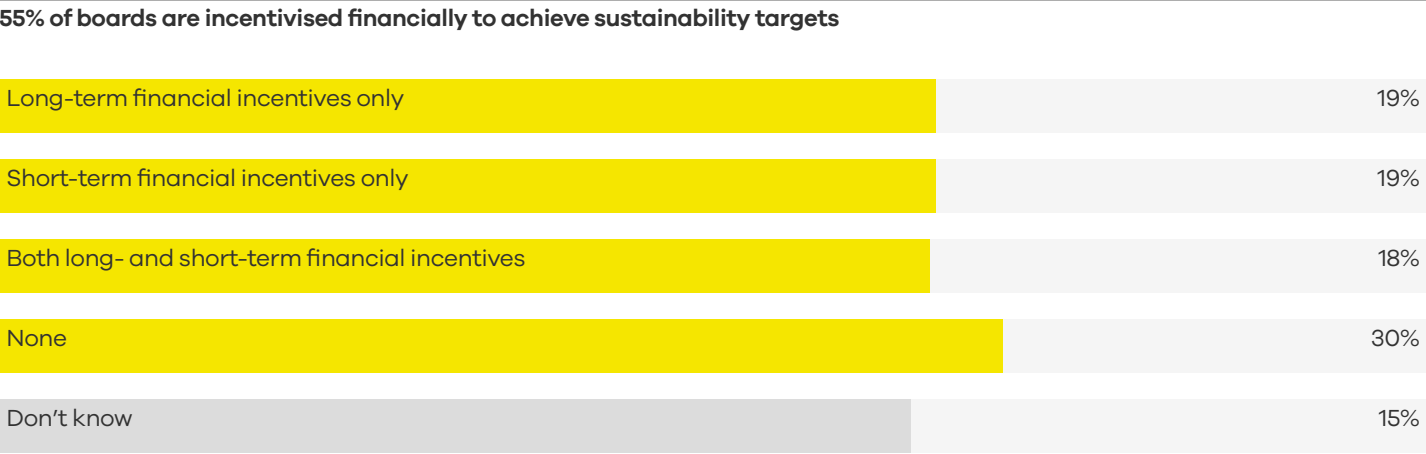 55% of boards are incentivised financially to achieve sustainability targets
Long-term financial incentives only 19%
Short-term financial incentives only 19%
Both long- and short-term financial incentives 18%
None 30%
Don’t know 15%